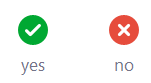 yes no